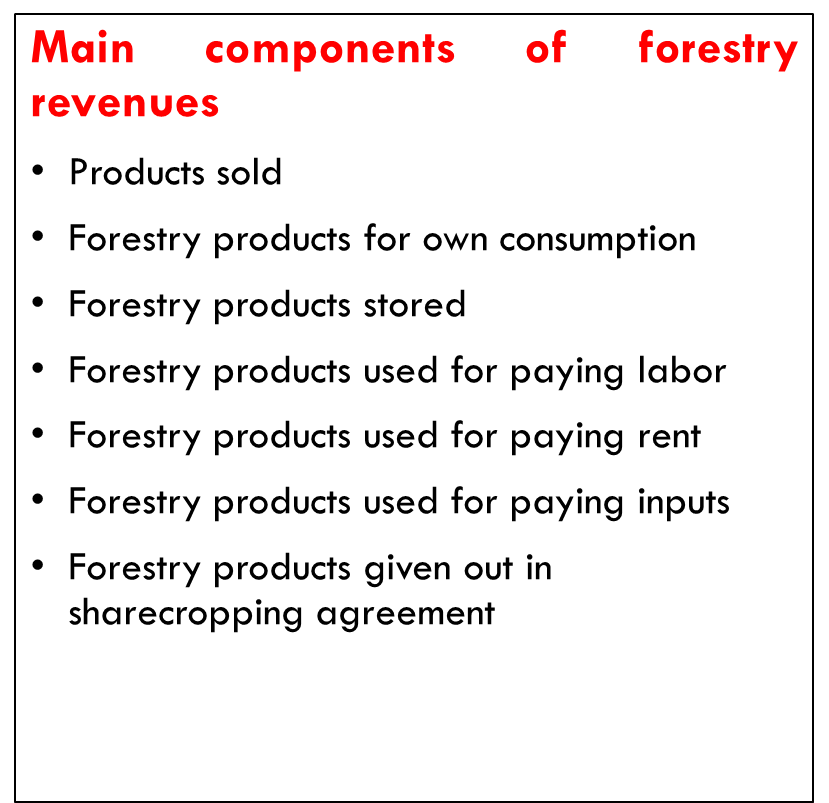 Main components of forestry
revenues
• Products sold
• Forestry products for own consumption
• Forestry products stored
• Forestry products used for paying labor
• Forestry products used for paying rent
• Forestry products used for paying inputs
• Forestry products given out in
sharecropping agreement